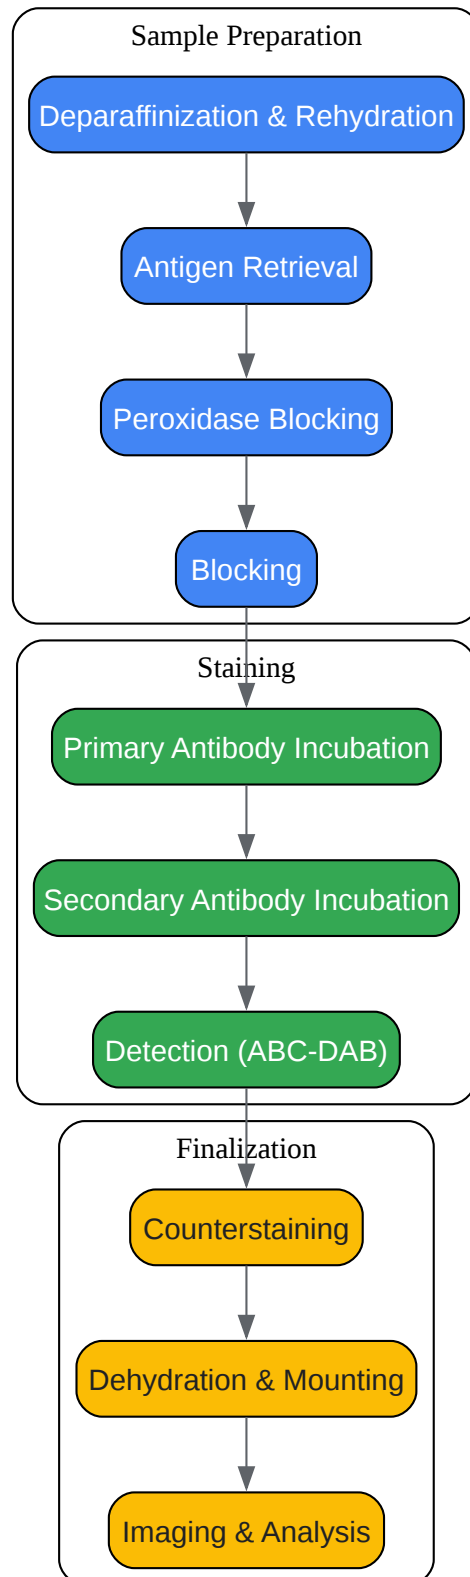 Sample Preparation
Deparaffinization & Rehydration
Antigen Retrieval
Peroxidase Blocking
Blocking
Staining
Primary Antibody Incubation
Secondary Antibody Incubation
Detection (ABC-DAB)
Finalization
Counterstaining
Dehydration & Mounting
Imaging & Analysis